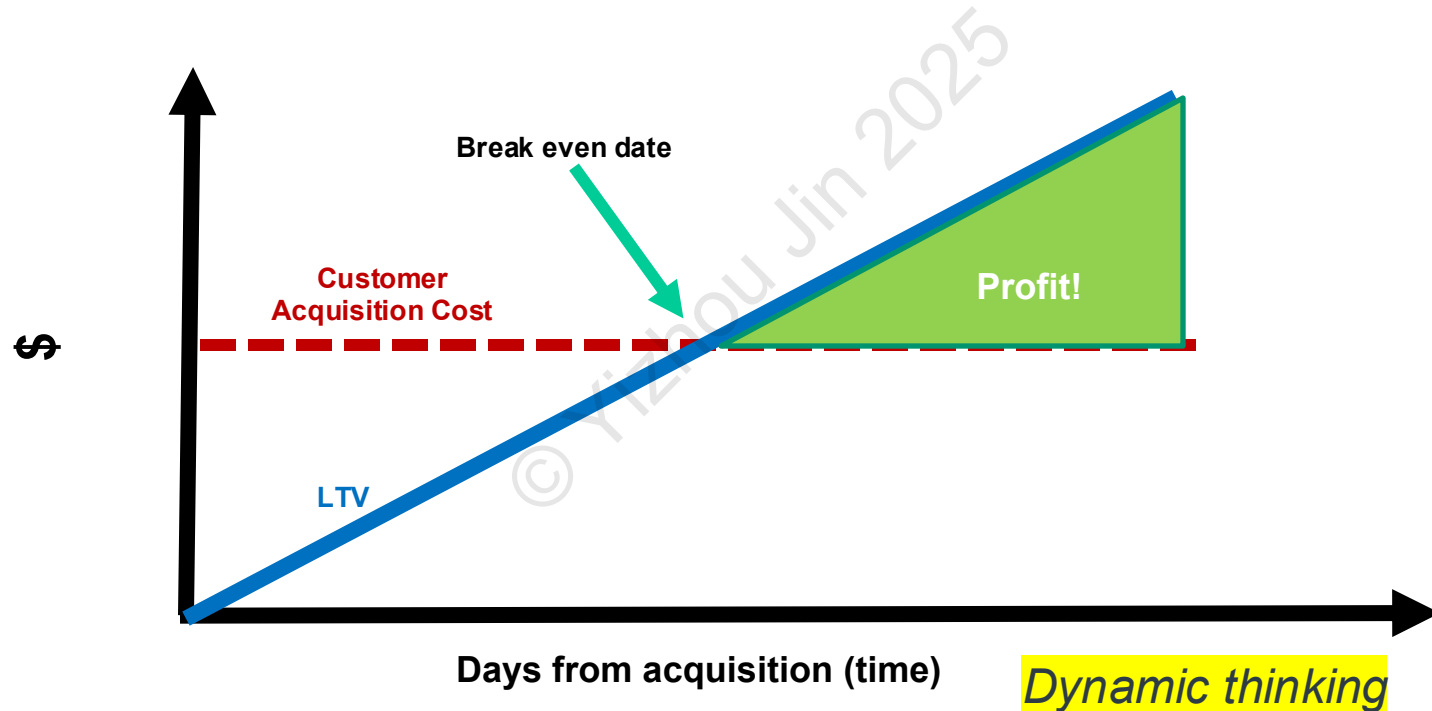 © Yizhou Jin 2025
Break even date
Customer
Acquisition Cost
Profit!
$
LTV
Days from acquisition (time)
Dynamic thinking